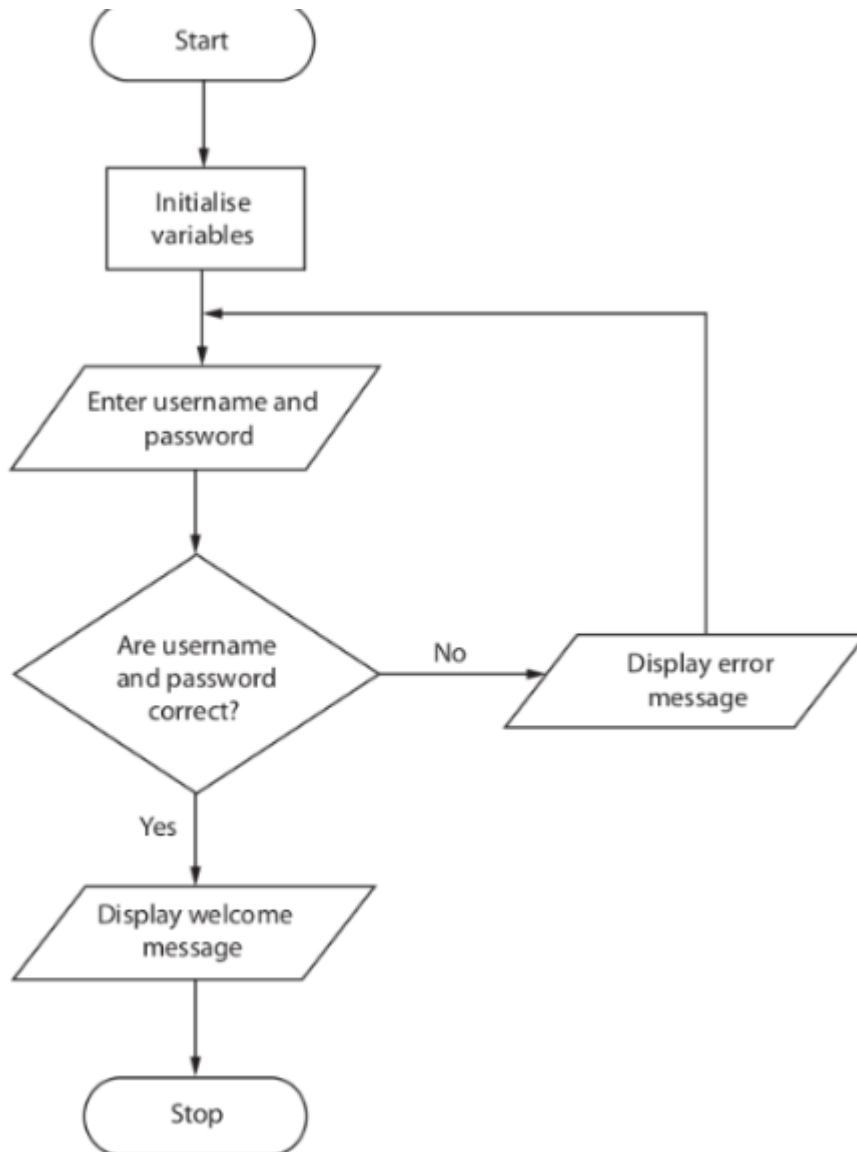 Start
Initialise
variables
Enter username and
password
Are username
and password
correct?
No
Display error
message
Yes
Display welcome
message
Stop